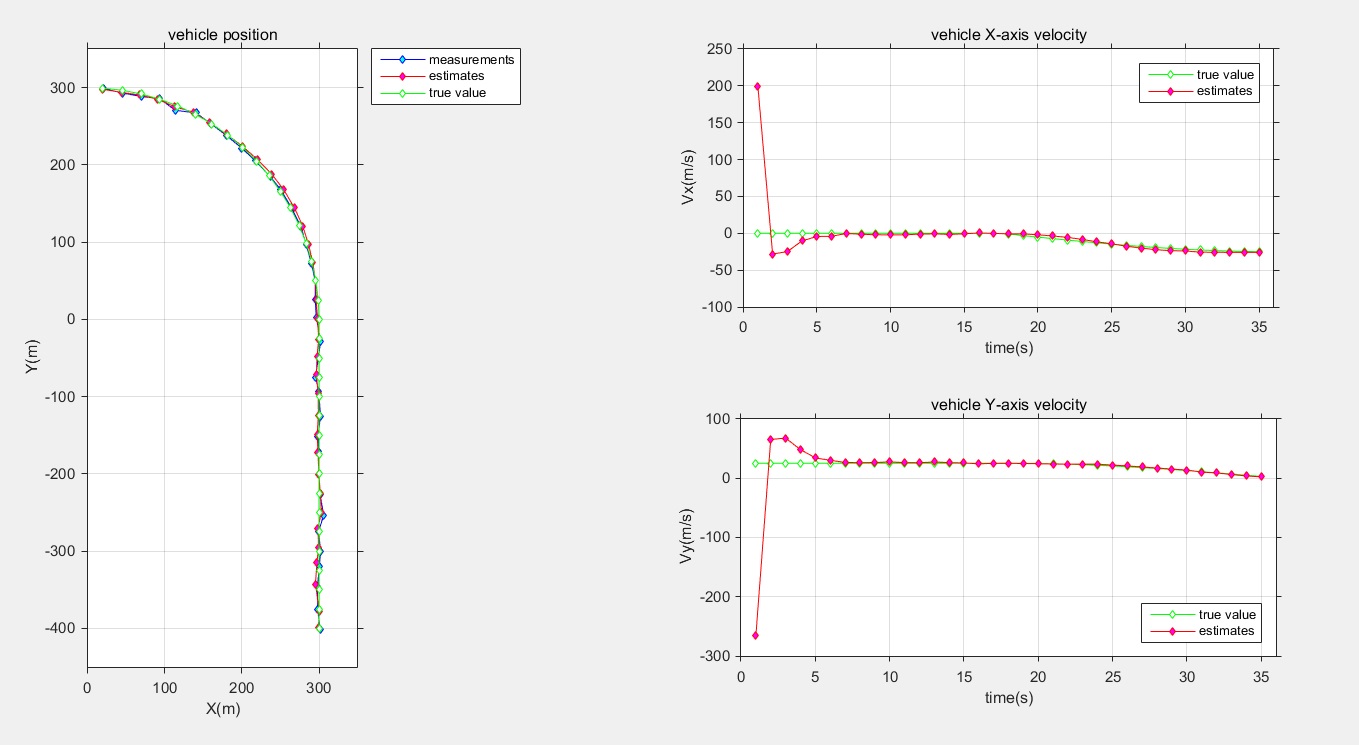 vehicle position
measurements
estimates
true value
300
200
100
0
-100
-200
-300
-400
Y(m)
0 100 200 300
X(m)
vehicle X-axis velocity
true value
estimates
250
200
150
100
50
0
-50
-100
Vx(m/s)
0 5 10 15 20 25 30 35
time(s)
vehicle Y-axis velocity
100
0
-100
-200
-300
Vy(m/s)
true value
estimates
0 5 10 15 20 25 30 35
time(s)